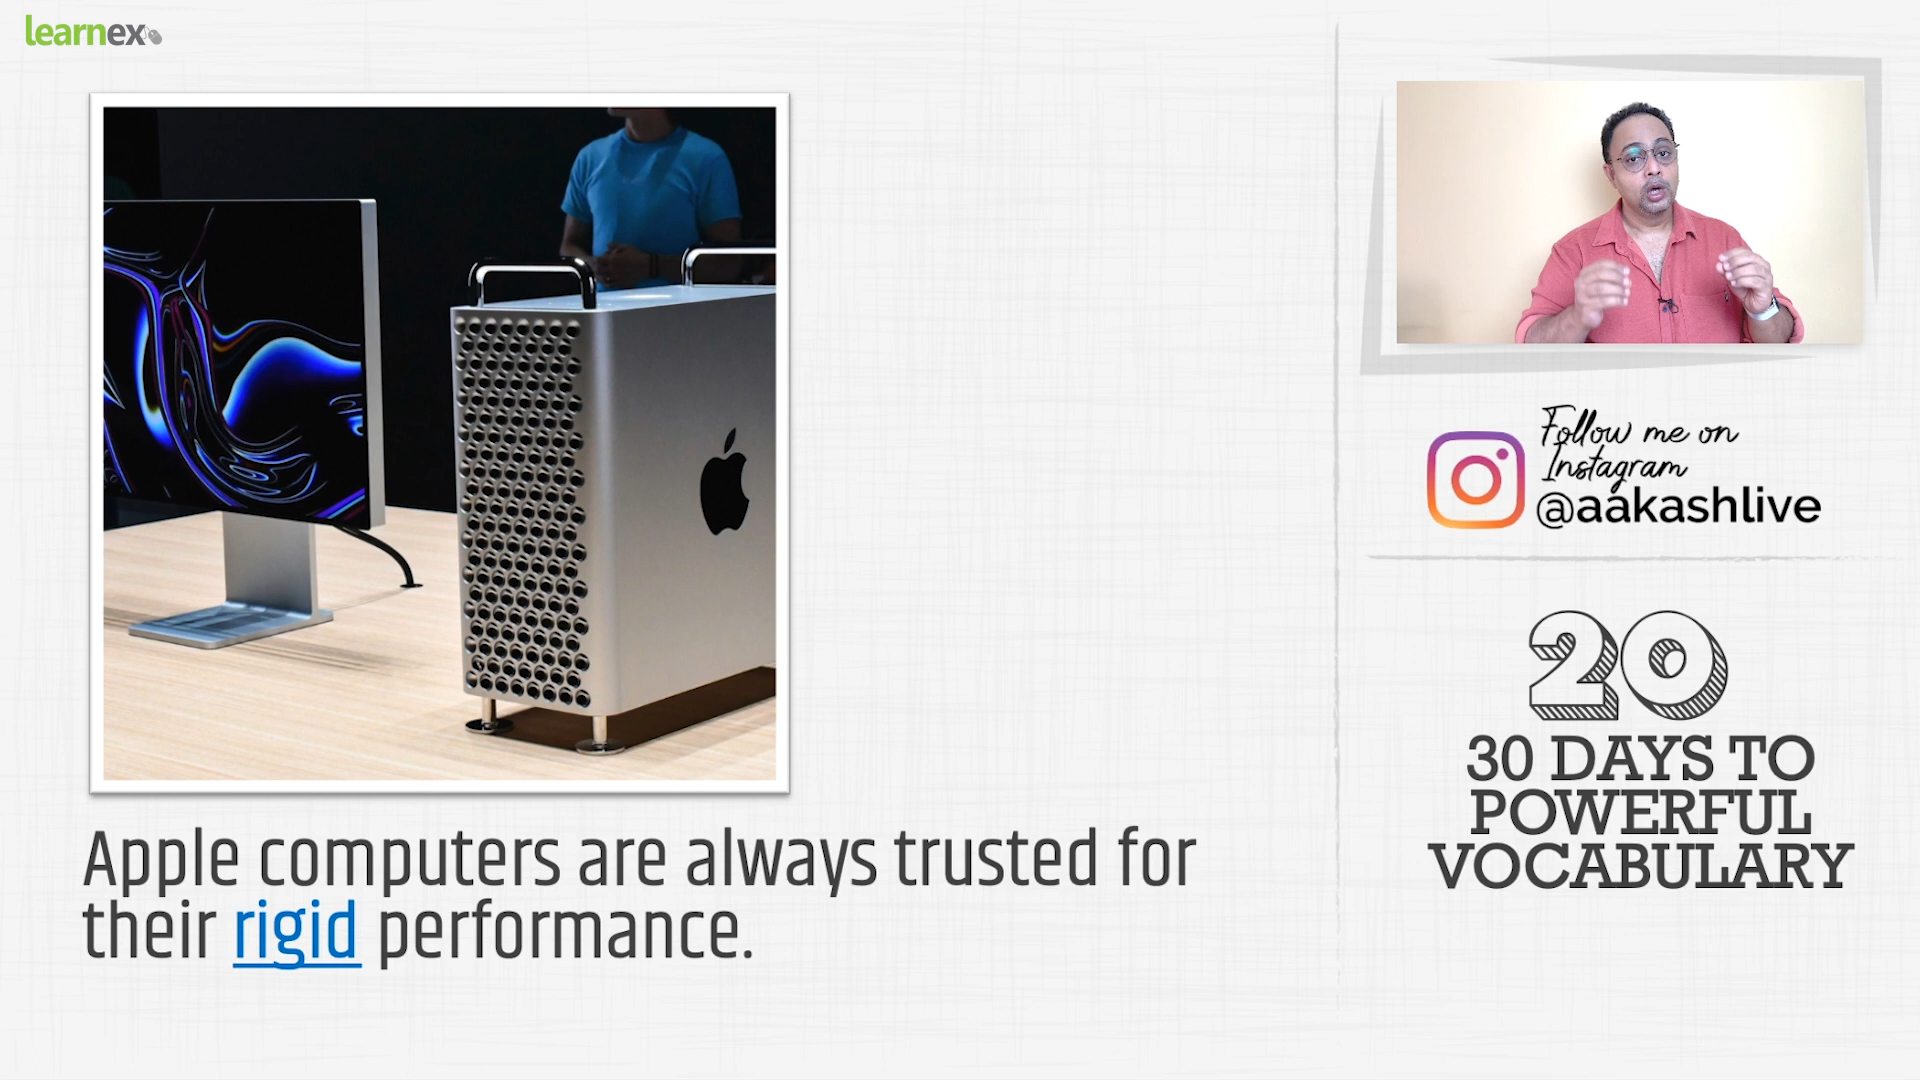 learnex
Apple computers are always trusted for
their rigid performance.
Follow me on
Instagram
@aakashlive
20
30 DAYS TO
POWERFUL
VOCABULARY